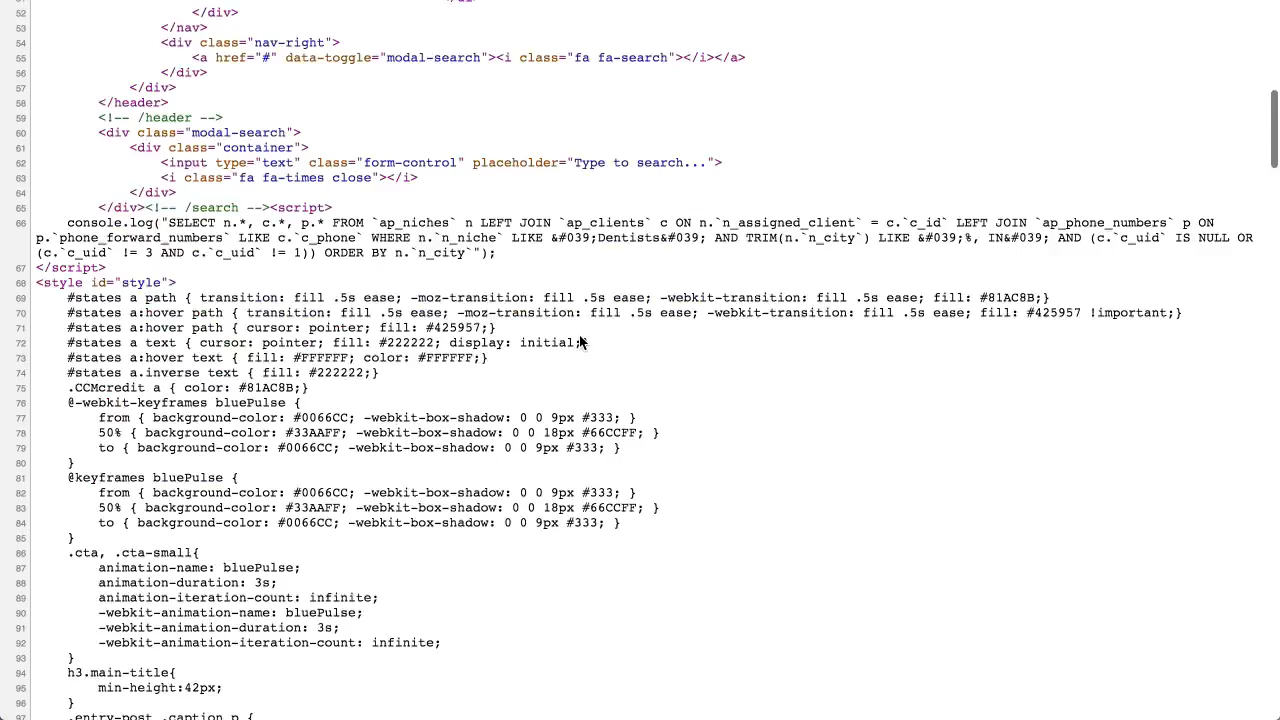 52 </div>
53 </nav>
54 <div class="nav-right">
55 <a href="#" data-toggle="modal-search"><i class="fa fa-search"></i></a>
56 </div>
57 </div>
58 </header>
59 <!-- /header -->
60 <div class="modal-search">
61 <div class="container">
62 <input type="text" class="form-control" placeholder="Type to search...">
63 <i class="fa fa-times close"></i>
64 </div>
65 </div><!-- /search --><script>
66 console.log("SELECT n.*, c.*, p.* FROM `ap_niches` n LEFT JOIN `ap_clients` c ON n.`n_assigned_client` = c.`c_id` LEFT JOIN `ap_phone_numbers` p ON
p.`phone_forward_numbers` LIKE c.`c_phone` WHERE n.`n_niche` LIKE &#039;Dentists&#039; AND TRIM(n.`n_city`) LIKE &#039;%, IN&#039; AND (c.`c_uid` IS NULL OR
(c.`c_uid` != 3 AND c.`c_uid` != 1)) ORDER BY n.`n_city`");
67 </script>
68 <style id="style">
69 #states a path { transition: fill .5s ease; -moz-transition: fill .5s ease; -webkit-transition: fill .5s ease; fill: #81AC8B;}
70 #states a:hover path { transition: fill .5s ease; -moz-transition: fill .5s ease; -webkit-transition: fill .5s ease; fill: #425957 !important;}
71 #states a:hover path { cursor: pointer; fill: #425957;}
72 #states a text { cursor: pointer; fill: #222222; display: initial;
73 #states a:hover text { fill: #FFFFFF; color: #FFFFFF;}
74 #states a.inverse text { fill: #222222;}
75 .CCMcredit a { color: #81AC8B;}
76 @-webkit-keyframes bluePulse {
77 from { background-color: #0066CC; -webkit-box-shadow: 0 0 9px #333; }
78 50% { background-color: #33AAFF; -webkit-box-shadow: 0 0 18px #66CCFF; }
79 to { background-color: #0066CC; -webkit-box-shadow: 0 0 9px #333; }
80 }
81 @keyframes bluePulse {
82 from { background-color: #0066CC; -webkit-box-shadow: 0 0 9px #333; }
83 50% { background-color: #33AAFF; -webkit-box-shadow: 0 0 18px #66CCFF; }
84 to { background-color: #0066CC; -webkit-box-shadow: 0 0 9px #333; }
85 }
86 .cta, .cta-small{
87 animation-name: bluePulse;
88 animation-duration: 3s;
89 animation-iteration-count: infinite;
90 -webkit-animation-name: bluePulse;
91 -webkit-animation-duration: 3s;
92 -webkit-animation-iteration-count: infinite;
93 }
94 h3.main-title{
95 min-height:42px;
96 }
97 .entry-post .caption p {